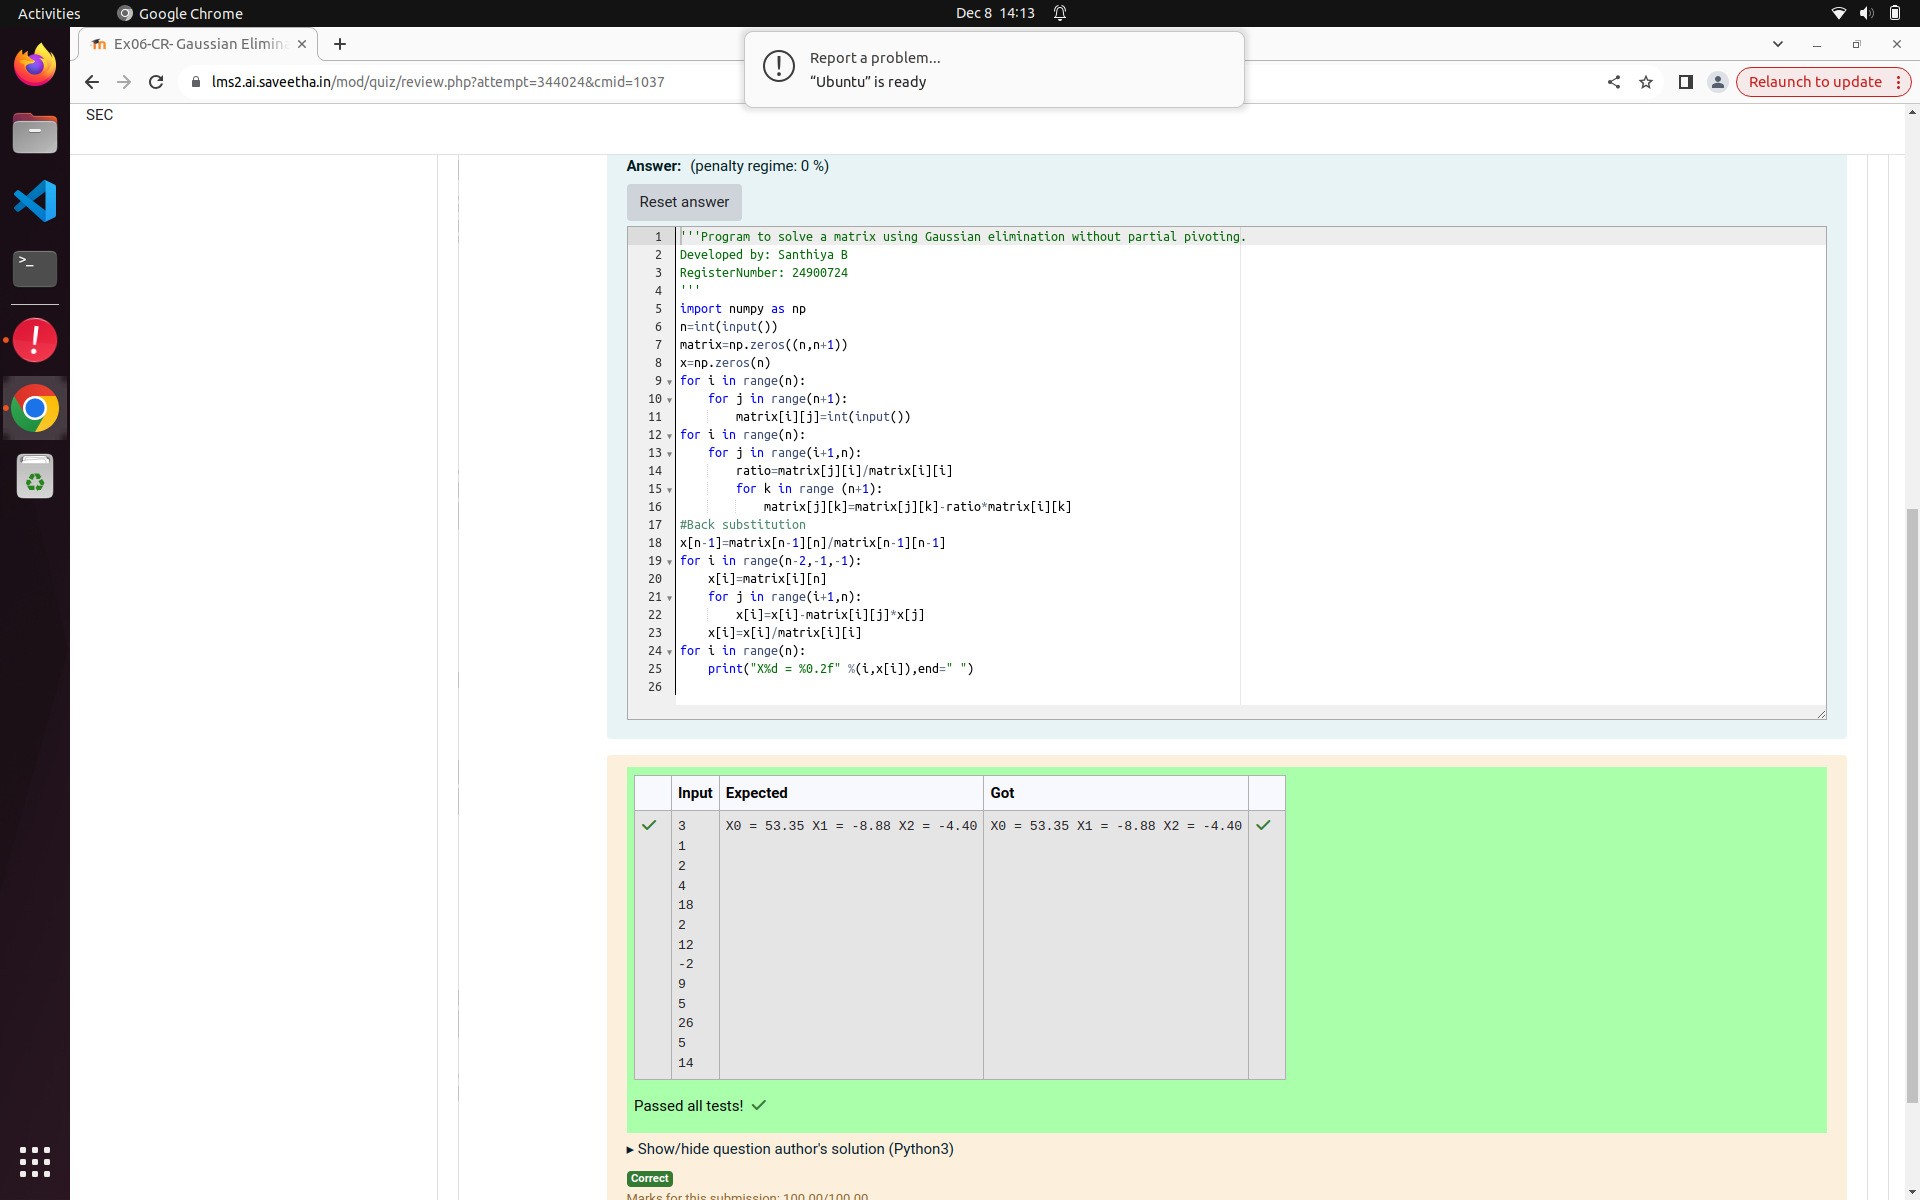 Activities
Google Chrome
Dec 8 14:13
Ex06-CR- Gaussian Elimin
Report a problem...
“Ubuntu” is ready
lms2.ai.saveetha.in/mod/quiz/review.php?attempt=344024&cmid=1037
Relaunch to update
SEC
Answer: (penalty regime: 0 %)
Reset answer
1 '''Program to solve a matrix using Gaussian elimination without partial pivoting.
2 Developed by: Santhiya B
3 RegisterNumber: 24900724
4 '''
5 import numpy as np
6 n=int(input())
7 matrix=np.zeros((n,n+1))
8 x=np.zeros(n)
9 for i in range(n):
10     for j in range(n+1):
11         matrix[i][j]=int(input())
12 for i in range(n):
13     for j in range(i+1,n):
14         ratio=matrix[j][i]/matrix[i][i]
15         for k in range (n+1):
16             matrix[j][k]=matrix[j][k]-ratio*matrix[i][k]
17 #Back substitution
18 x[n-1]=matrix[n-1][n]/matrix[n-1][n-1]
19 for i in range(n-2,-1,-1):
20     x[i]=matrix[i][n]
21     for j in range(i+1,n):
22         x[i]=x[i]-matrix[i][j]*x[j]
23     x[i]=x[i]/matrix[i][i]
24 for i in range(n):
25     print("X%d = %0.2f" %(i,x[i]),end=" ")
26
Input Expected Got
3 X0 = 53.35 X1 = -8.88 X2 = -4.40 X0 = 53.35 X1 = -8.88 X2 = -4.40
1
2
4
18
2
12
-2
9
5
26
5
14
Passed all tests!
Show/hide question author's solution (Python3)
Correct
Marks for this submission: 100.00/100.00